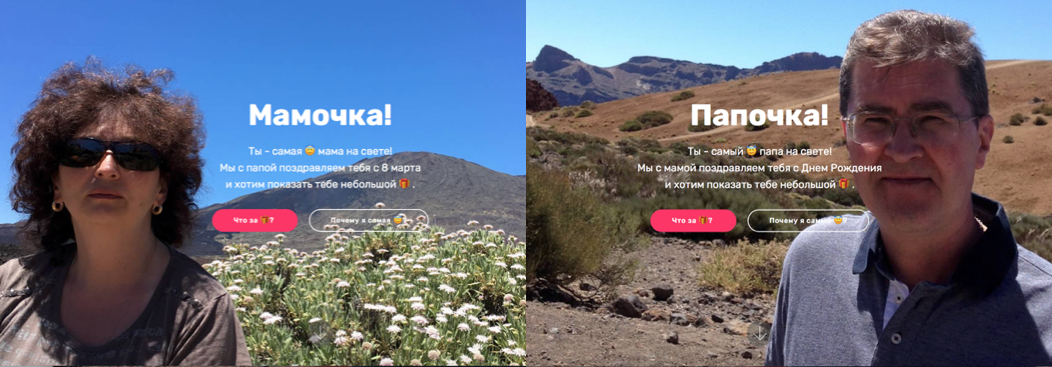 Мамочка!
Ты - самая 😇 мама на свете!
Мы с папой поздравляем тебя с 8 марта
и хотим показать тебе небольшой 🎁 .
Что за 🎁?
Почему я самая 😇?
Папочка!
Ты - самый 😇 папа на свете!
Мы с мамой поздравляем тебя с Днем Рождения
и хотим показать тебе небольшой 🎁 .
Что за 🎁?
Почему я самый 😇?